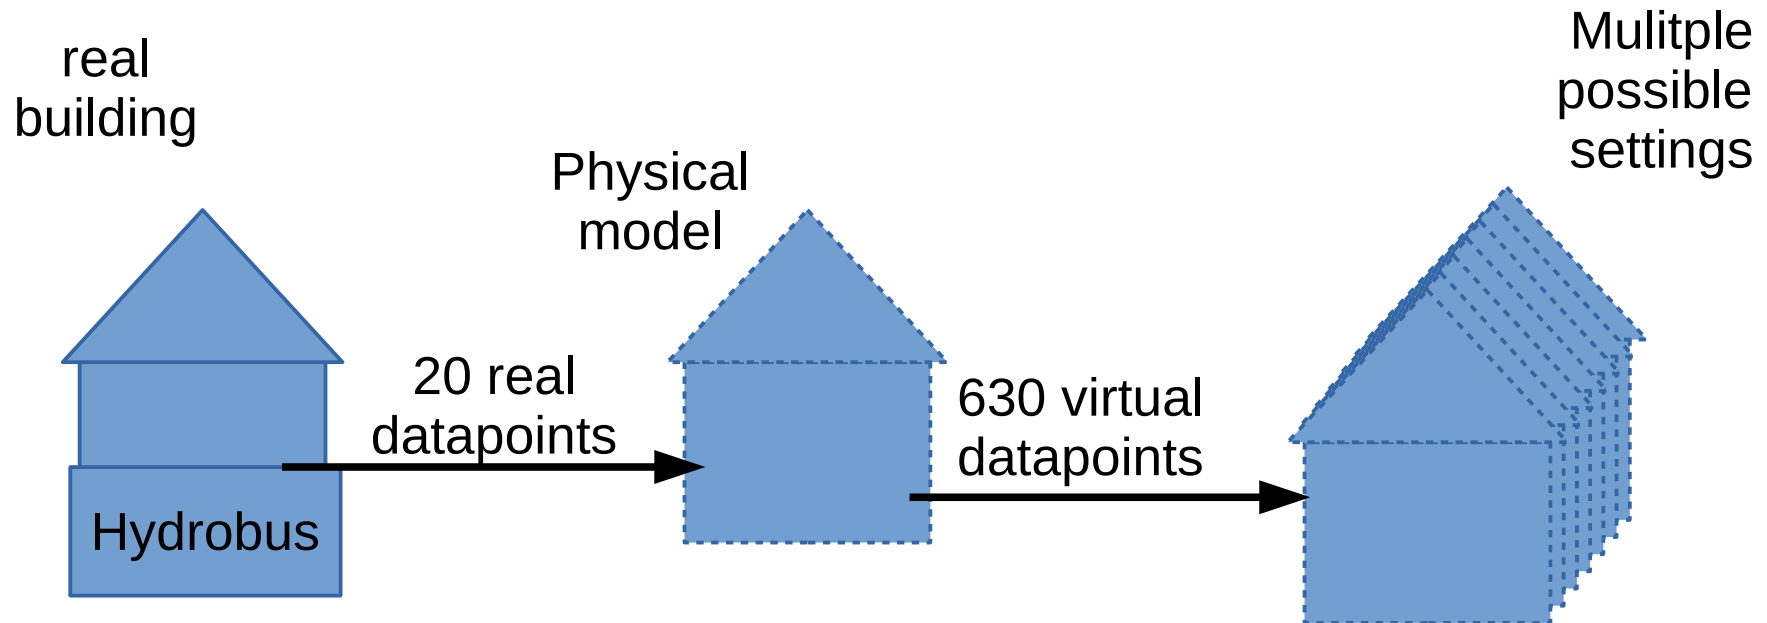 real
building
Hydrobus
20 real
datapoints
Physical
model
630 virtual
datapoints
Mulitple
possible
settings